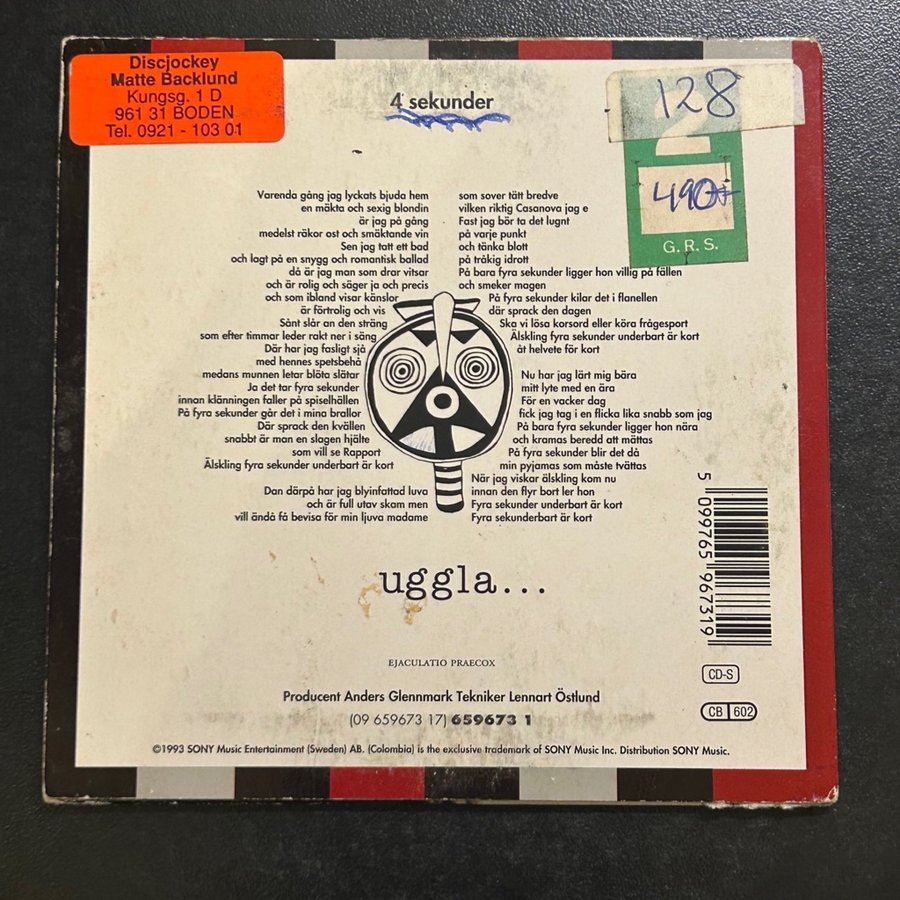 Discjockey
Matte Backlund
Kungsg. 1 D
961 31 BODEN
Tel. 0921 - 103 01
128
2
490:-
G. R. S.
4 sekunder
Varenda gång jag lyckats bjuda hem
en mäkta och sexig blondin
är jag på gång
medelst räkor ost och smäktande vin
Sen jag tatt ett bad
och lagt på en snygg och romantisk ballad
då är jag man som drar vitsar
och är rolig och säger ja och precis
och som ibland visar känslor
är förtrolig och vis
Sånt slår an den sträng
som efter timmar leder rakt ner i säng
Där har jag fasligt sjå
med hennes spetsbehå
medans munnen letar blöta slätar
Ja det tar fyra sekunder
innan klänningen faller på spiselhällen
På fyra sekunder går det i mina brallor
Där sprack den kvällen
snabbt är man en slagen hjälte
som vill se Rapport
Älskling fyra sekunder underbart är kort
Dan därpå har jag blyinfattad luva
och är full utav skam men
vill ändå få bevisa för min ljuva madame
som sover tätt bredve
vilken riktig Casanova jag e
Fast jag bör ta det lugnt
på varje punkt
och tänka blott
på tråkig idrott
På bara fyra sekunder ligger hon villig på fällen
och smeker magen
På fyra sekunder kilar det i flanellen
där sprack den dagen
Ska vi lösa korsord eller köra frågesport
Älskling fyra sekunder underbart är kort
åt helvete för kort
Nu har jag lärt mig bära
mitt lyte med en ära
För en vacker dag
fick jag tag i en flicka lika snabb som jag
På bara fyra sekunder ligger hon nära
och kramas beredd att mättas
På fyra sekunder blir det då
min pyjamas som måste tvättas
När jag viskar älskling kom nu
innan den flyr bort ler hon
Fyra sekunder underbart är kort
Fyra sekunderbart är kort
uggla...
EJACULATIO PRAECOX
Producent Anders Glennmark Tekniker Lennart Östlund
(09 659673 17) 659673 1
©1993 SONY Music Entertainment (Sweden) AB. (Colombia) is the exclusive trademark of SONY Music Inc. Distribution SONY Music.
5 099765 967319
CD-S
CB 602